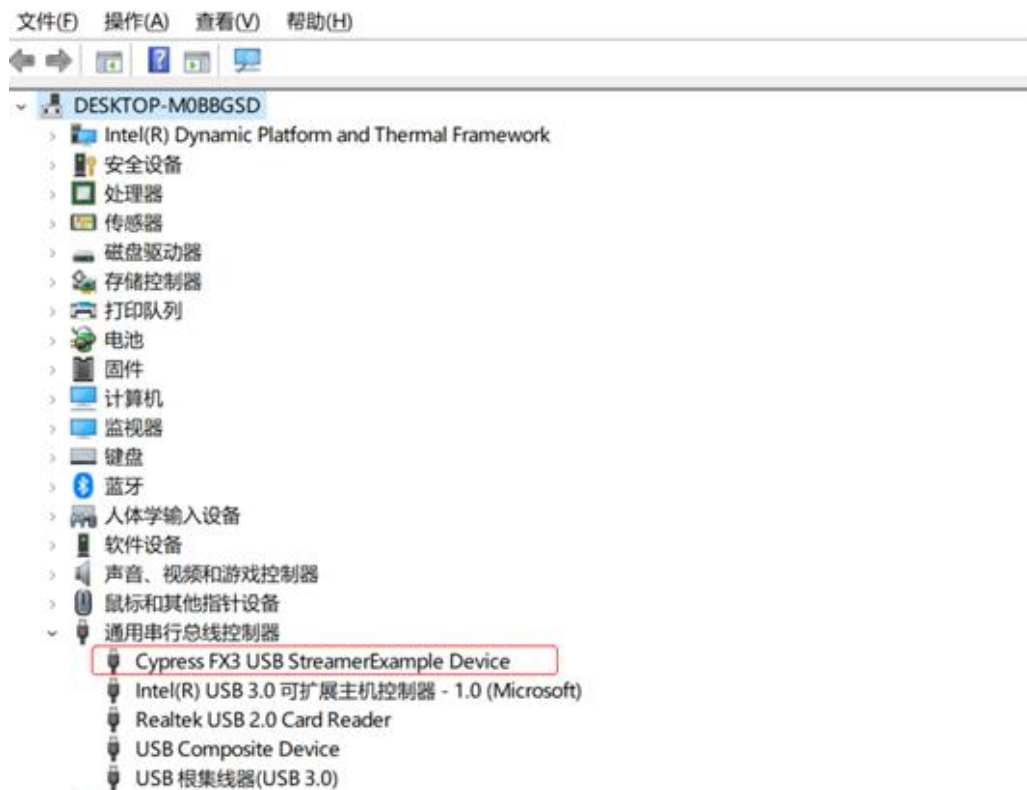 文件(F) 操作(A) 查看(V) 帮助(H)
DESKTOP-M0BBGSD
Intel(R) Dynamic Platform and Thermal Framework
安全设备
处理器
传感器
磁盘驱动器
存储控制器
打印队列
电池
固件
计算机
监视器
键盘
蓝牙
人体学输入设备
软件设备
声音、视频和游戏控制器
鼠标和其他指针设备
通用串行总线控制器
Cypress FX3 USB StreamerExample Device
Intel(R) USB 3.0 可扩展主机控制器 - 1.0 (Microsoft)
Realtek USB 2.0 Card Reader
USB Composite Device
USB 根集线器(USB 3.0)